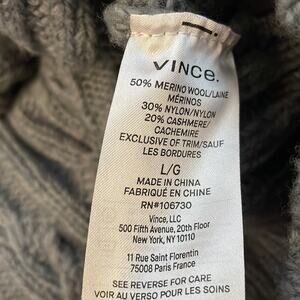 VINCe.
50% MERINO WOOL/LAINE
MÉRINOS
30% NYLON/NYLON
20% CASHMERE/
CACHEMIRE
EXCLUSIVE OF TRIM/SAUF
LES BORDURES
L/G
MADE IN CHINA
FABRIQUÉ EN CHINE
RN#106730
Vince, LLC
500 Fifth Avenue, 20th Floor
New York, NY 10110
11 Rue Saint Florentin
75008 Paris France
SEE REVERSE FOR CARE
VOIR AU VERSO POUR LES SOINS